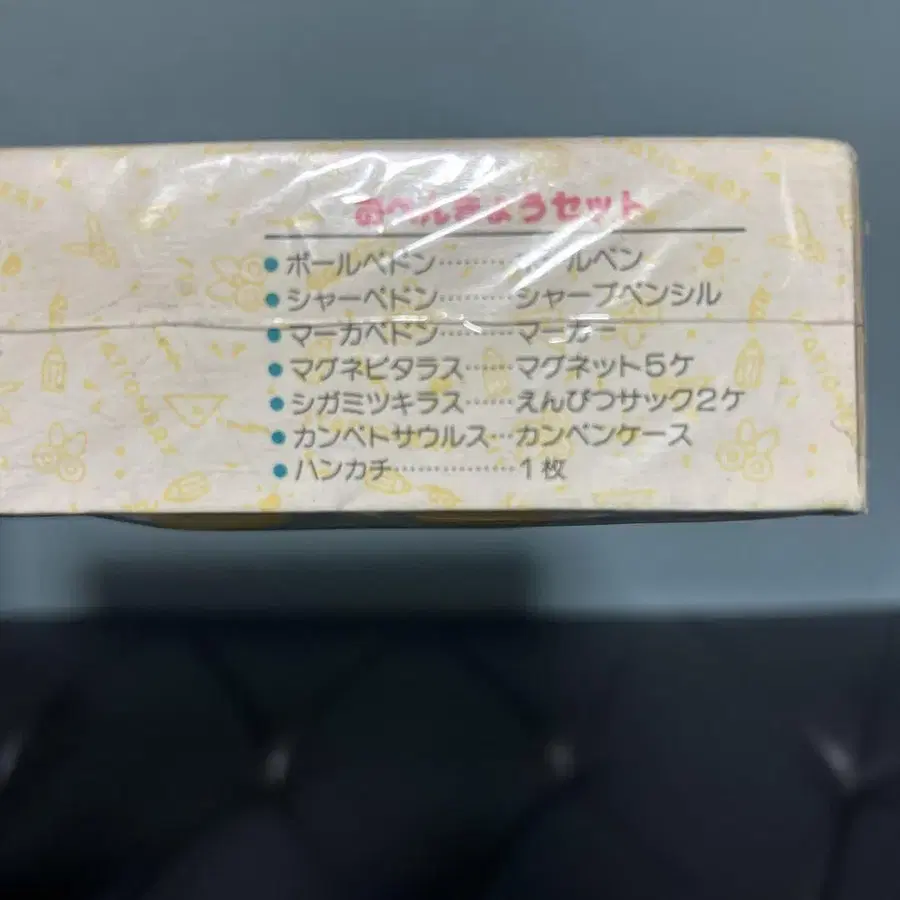 おべんきょうセット
●ボールペドン………ボールペン
●シャーペドン………シャープペンシル
●マーカペドン………マーカー
●マグネピタラス……マグネット5ケ
●シガミツキラス……えんぴつサック2ケ
●カンペトサウルス…カンペンケース
●ハンカチ……………1枚